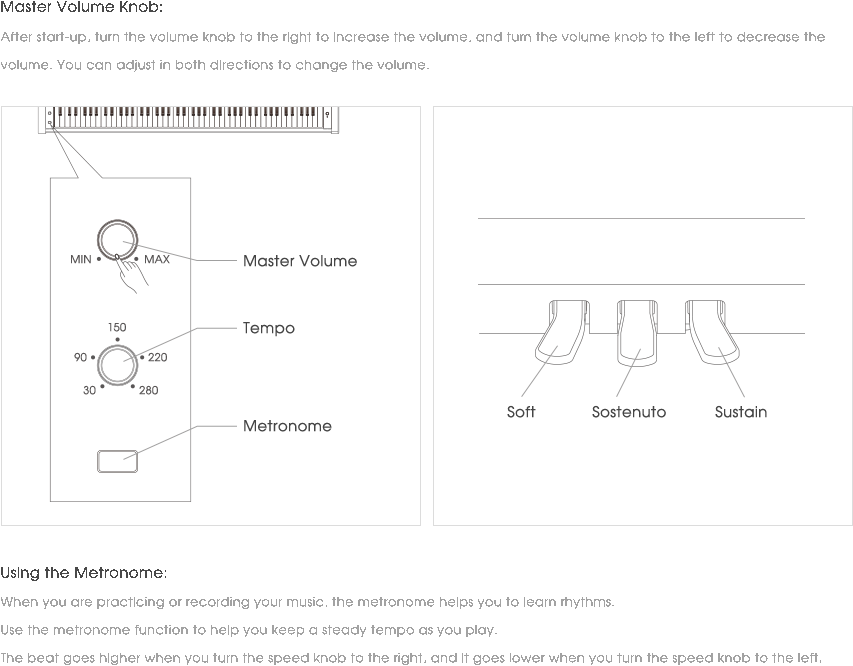 Master Volume Knob:
After start-up, turn the volume knob to the right to increase the volume, and turn the volume knob to the left to decrease the
volume. You can adjust in both directions to change the volume.
MIN MAX
Master Volume
150
Tempo
90 220
30 280
Metronome
Soft Sostenuto Sustain
Using the Metronome:
When you are practicing or recording your music, the metronome helps you to learn rhythms.
Use the metronome function to help you keep a steady tempo as you play.
The beat goes higher when you turn the speed knob to the right, and it goes lower when you turn the speed knob to the left.